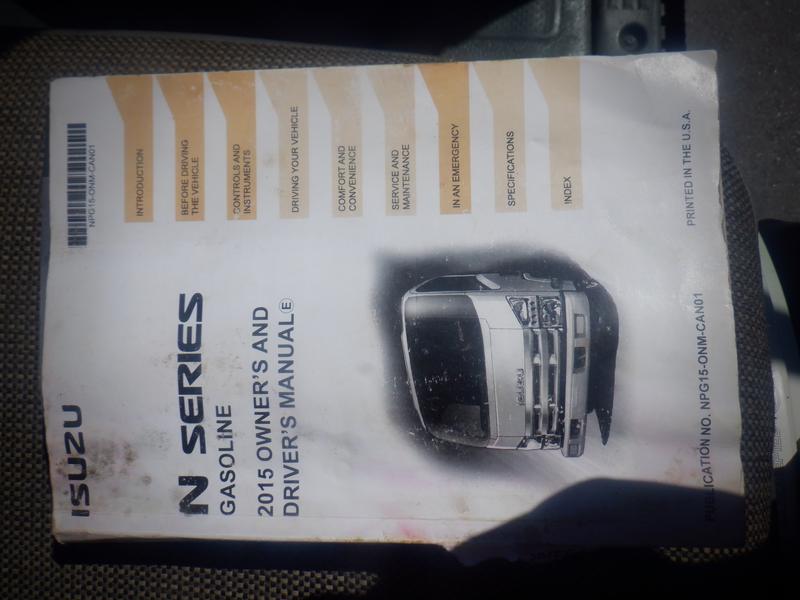 ISUZU
NPG15-ONM-CAN01
N SERIES
GASOLINE
2015 OWNER'S AND
DRIVER'S MANUAL Ⓔ
INTRODUCTION
BEFORE DRIVING
THE VEHICLE
CONTROLS AND
INSTRUMENTS
DRIVING YOUR VEHICLE
COMFORT AND
CONVENIENCE
SERVICE AND
MAINTENANCE
IN AN EMERGENCY
SPECIFICATIONS
INDEX
ISUZU
PUBLICATION NO. NPG15-ONM-CAN01
PRINTED IN THE U.S.A.